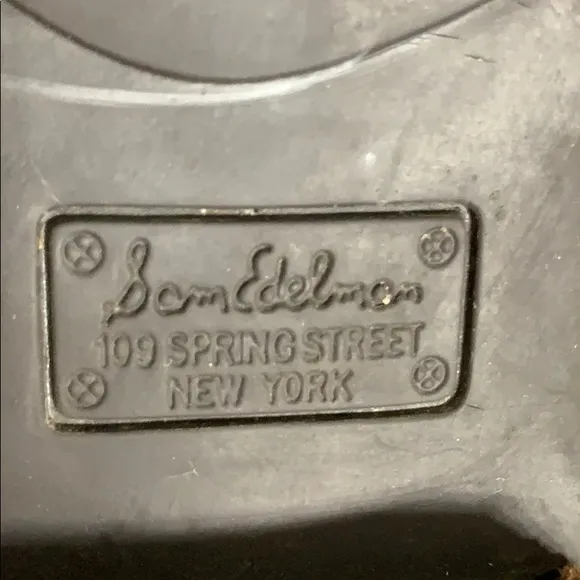 Sam Edelman
109 SPRING STREET
NEW YORK